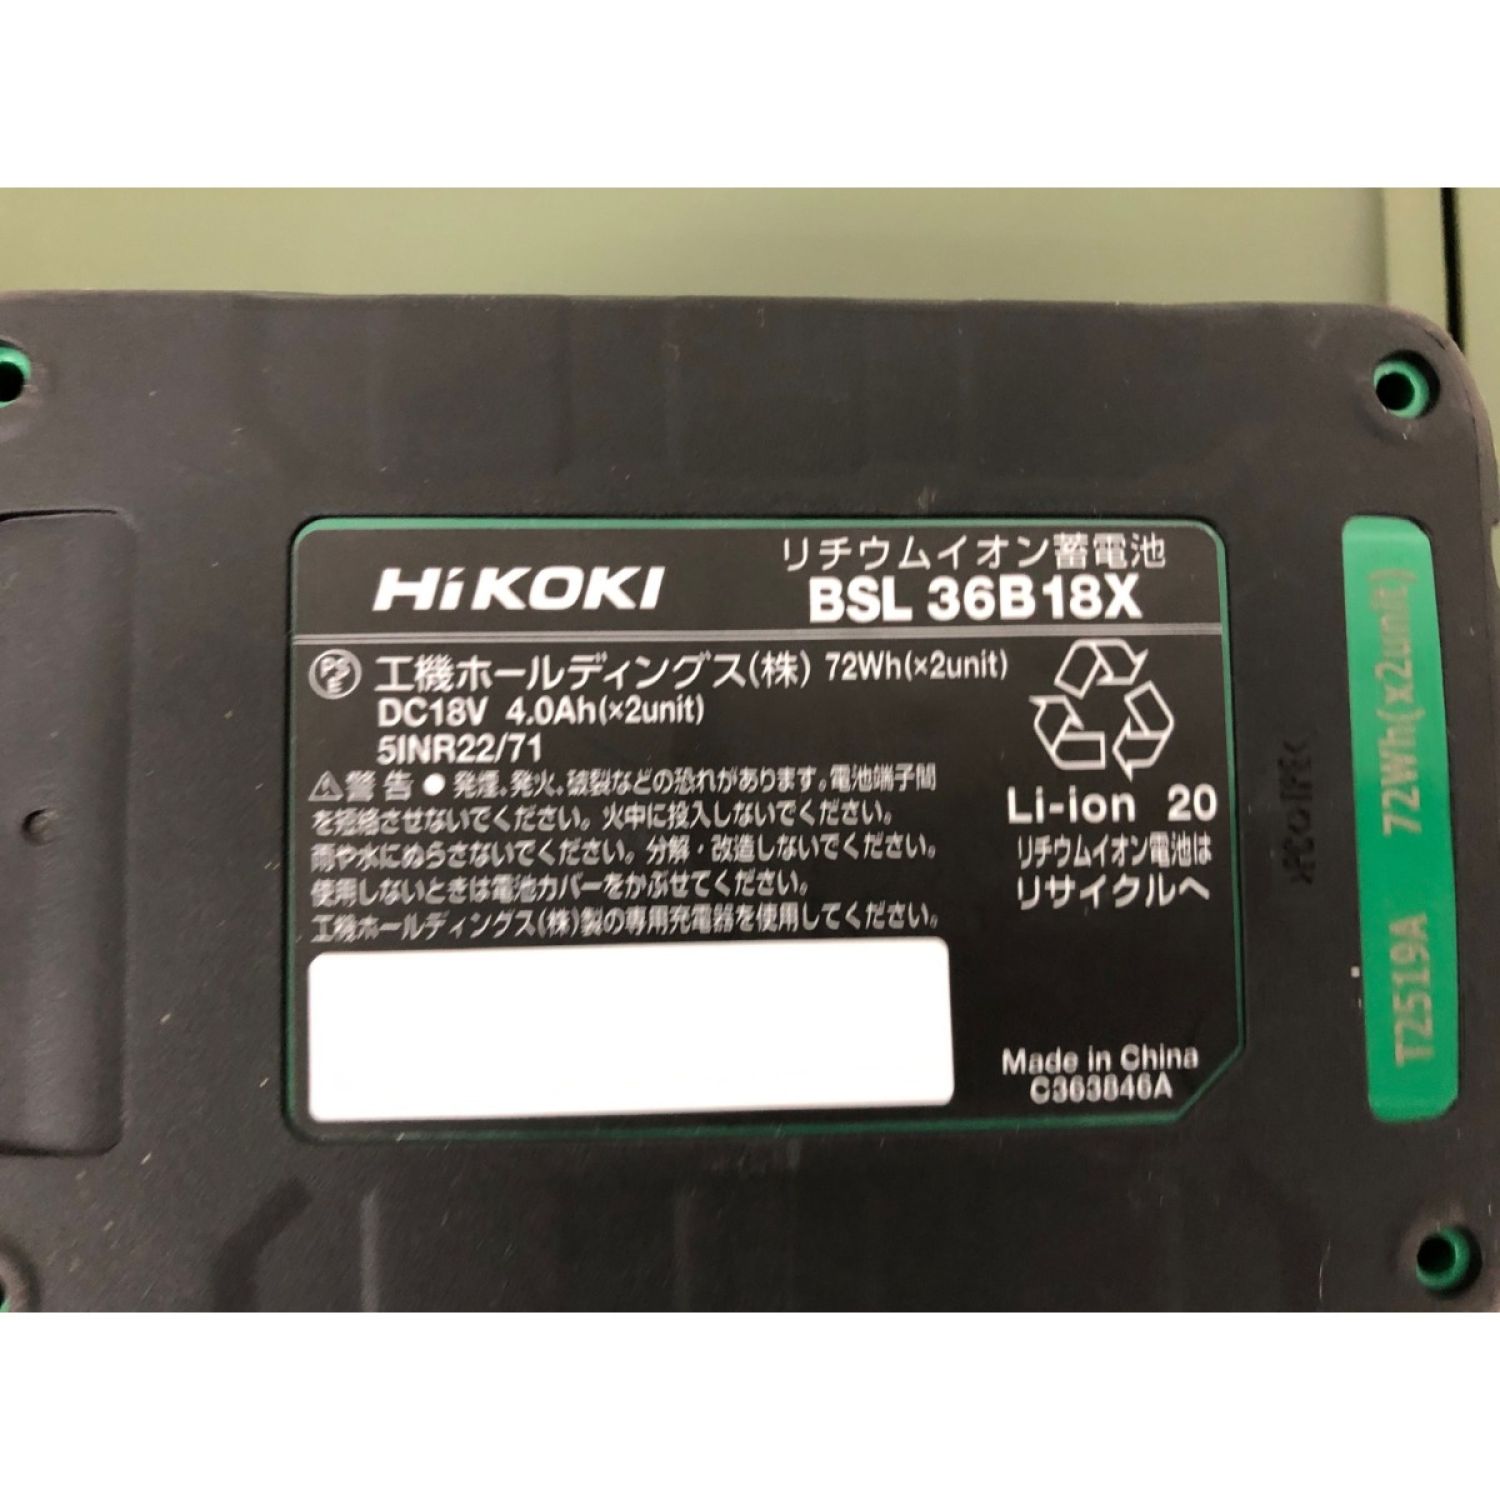 HiKOKI
リチウムイオン蓄電池
BSL 36B18X
PS
E
工機ホールディングス(株) 72Wh(×2unit)
DC18V 4.0Ah(×2unit)
5INR22/71
警告 ● 発煙、発火、破裂などの恐れがあります。電池端子間
を短絡させないでください。火中に投入しないでください。
雨や水にぬらさないでください。分解・改造しないでください。
使用しないときは電池カバーをかぶせてください。
工機ホールディングス(株)製の専用充電器を使用してください。
Li-ion 20
リチウムイオン電池は
リサイクルへ
Made in China
C363846A
T2519A 72Wh(x2unit)